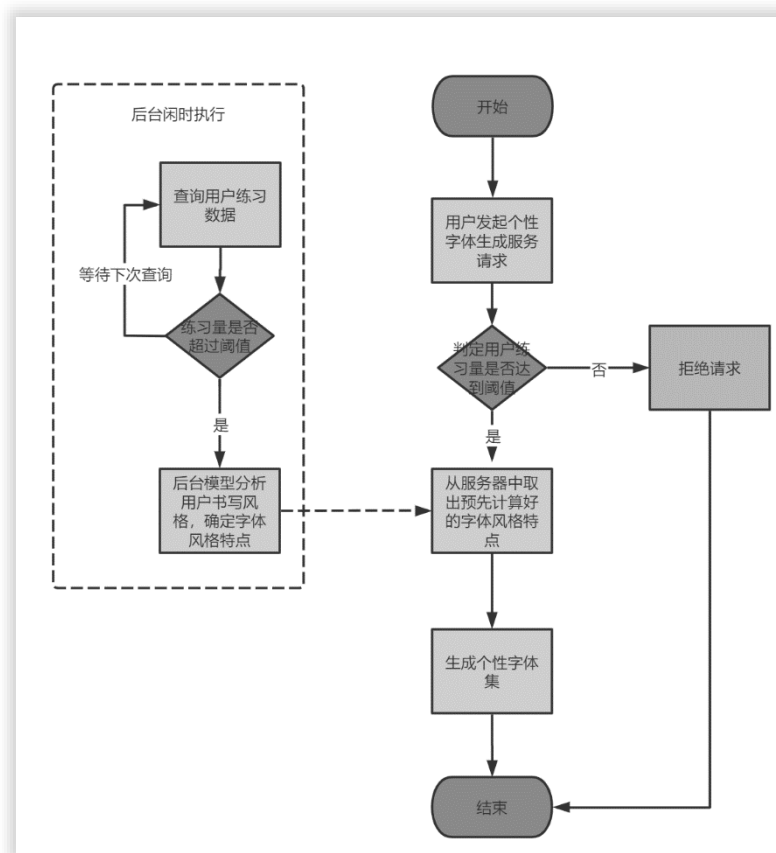 后台闲时执行
查询用户练习
数据
等待下次查询
练习量是否
超过阈值
是
后台模型分析
用户书写风
格，确定字体
风格特点
开始
用户发起个性
字体生成服务
请求
判定用户练
习量是否达
到阈值
否
拒绝请求
是
从服务器中取
出预先计算好
的字体风格特
点
生成个性字体
集
结束